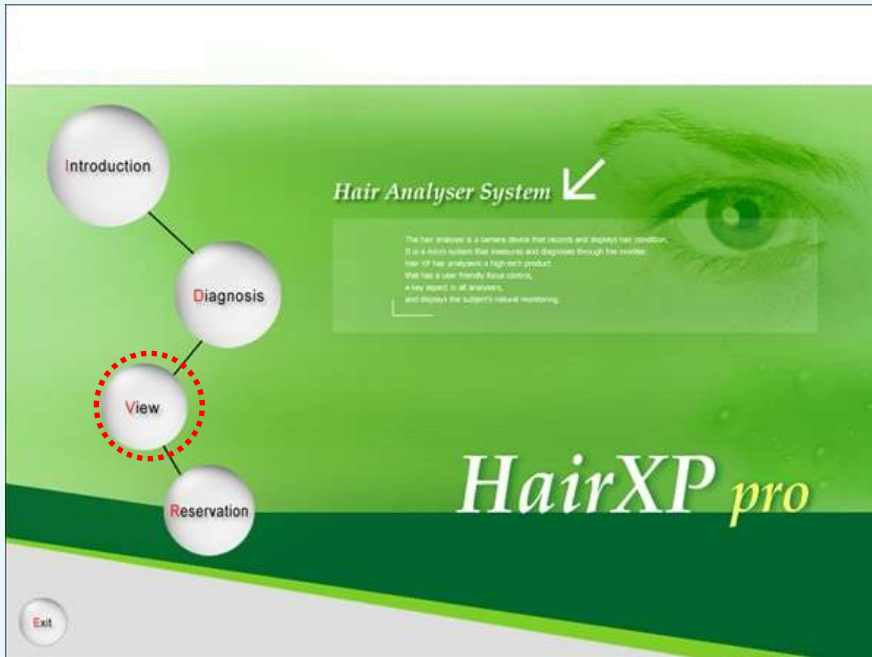 Introduction
Hair Analyser System
The hair analyser is a camera device that records and displays hair condition,
It is a micro system that measures and diagnoses through the monitor.
Hair XP hair analysers a high-tech product
that has a user friendly focus control,
a key aspect in all analysers,
and displays the subject's natural monitoring.
Diagnosis
View
HairXP pro
Reservation
Exit